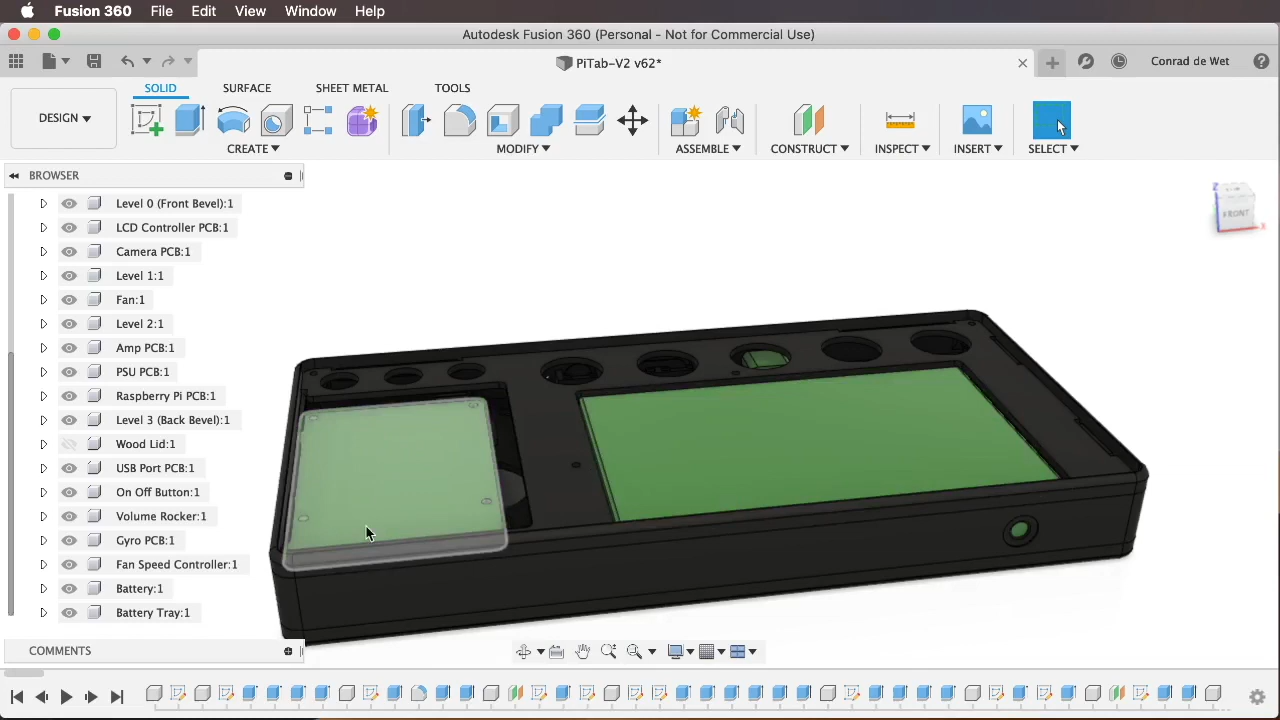 Fusion 360 File Edit View Window Help
Autodesk Fusion 360 (Personal - Not for Commercial Use)
PiTab-V2 v62*
Conrad de Wet
SOLID SURFACE SHEET METAL TOOLS
DESIGN
CREATE MODIFY ASSEMBLE CONSTRUCT INSPECT INSERT SELECT
BROWSER
Level 0 (Front Bevel):1
LCD Controller PCB:1
Camera PCB:1
Level 1:1
Fan:1
Level 2:1
Amp PCB:1
PSU PCB:1
Raspberry Pi PCB:1
Level 3 (Back Bevel):1
Wood Lid:1
USB Port PCB:1
On Off Button:1
Volume Rocker:1
Gyro PCB:1
Fan Speed Controller:1
Battery:1
Battery Tray:1
Z
FRONT
X
COMMENTS